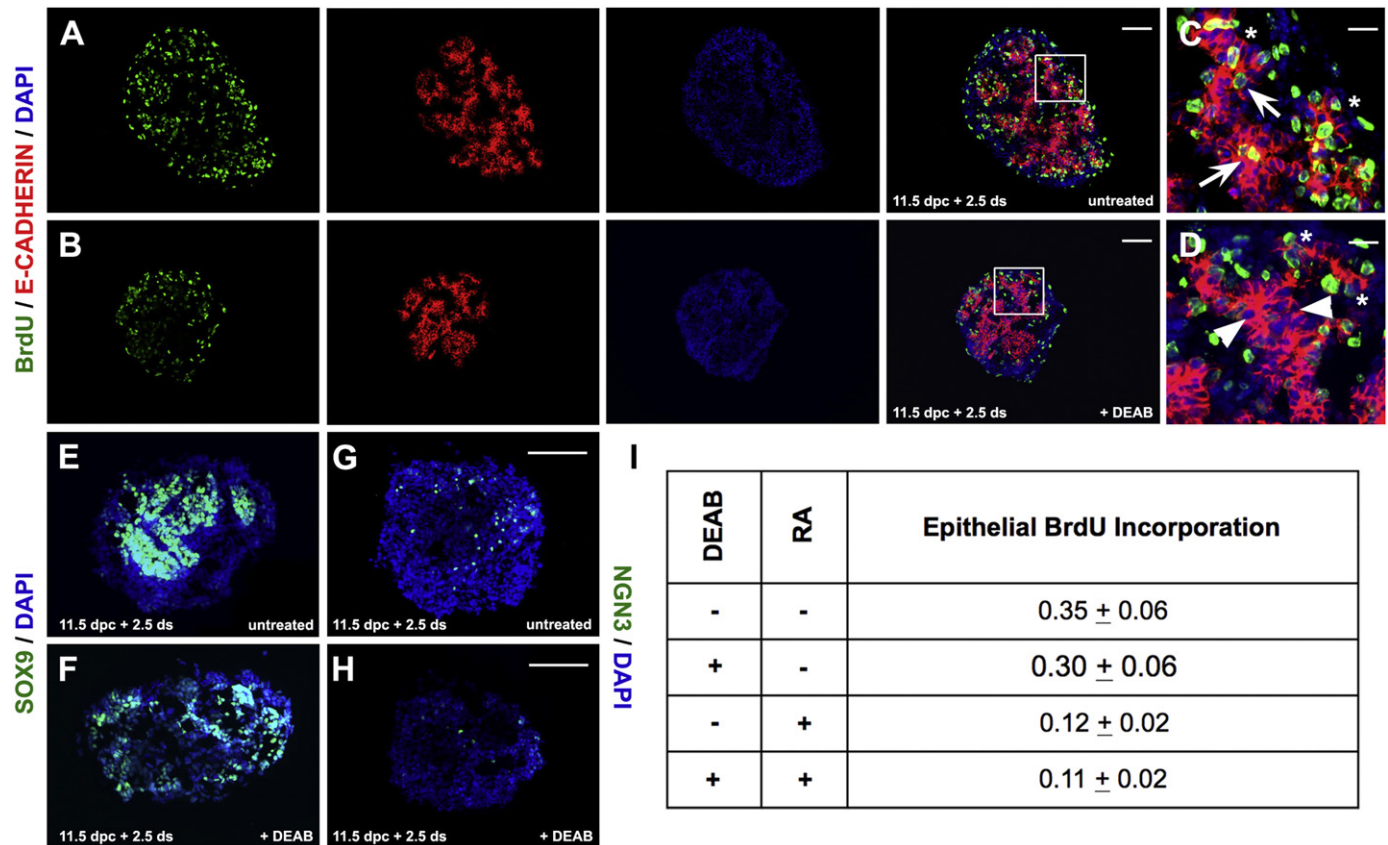 BrdU / E-CADHERIN / DAPI
A
11.5 dpc + 2.5 ds
untreated
C
*
*
B
11.5 dpc + 2.5 ds
+ DEAB
D
*
*
SOX9 / DAPI
E
11.5 dpc + 2.5 ds
untreated
G
11.5 dpc + 2.5 ds
untreated
F
11.5 dpc + 2.5 ds
+ DEAB
H
11.5 dpc + 2.5 ds
+ DEAB
NGN3 / DAPI
I
DEAB RA Epithelial BrdU Incorporation
- - 0.35 ± 0.06
+ - 0.30 ± 0.06
- + 0.12 ± 0.02
+ + 0.11 ± 0.02